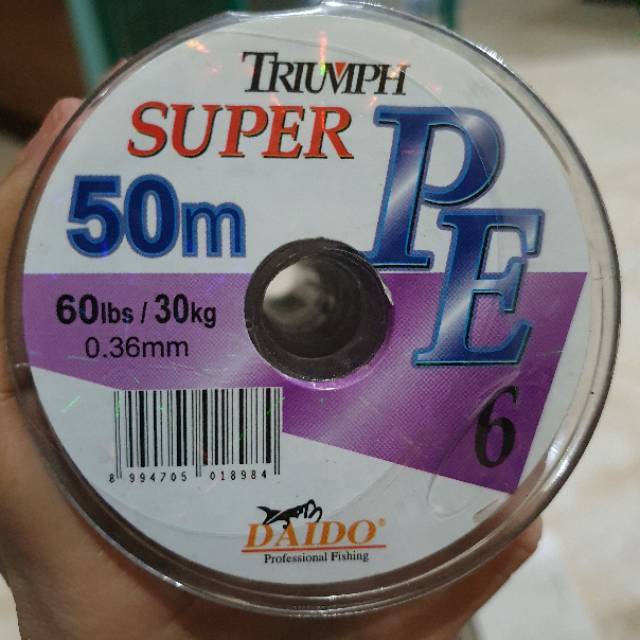 TRIUMPH
SUPER
PE
50m
60lbs / 30kg
0.36mm
6
8 994705 018984
DAIDO®
Professional Fishing